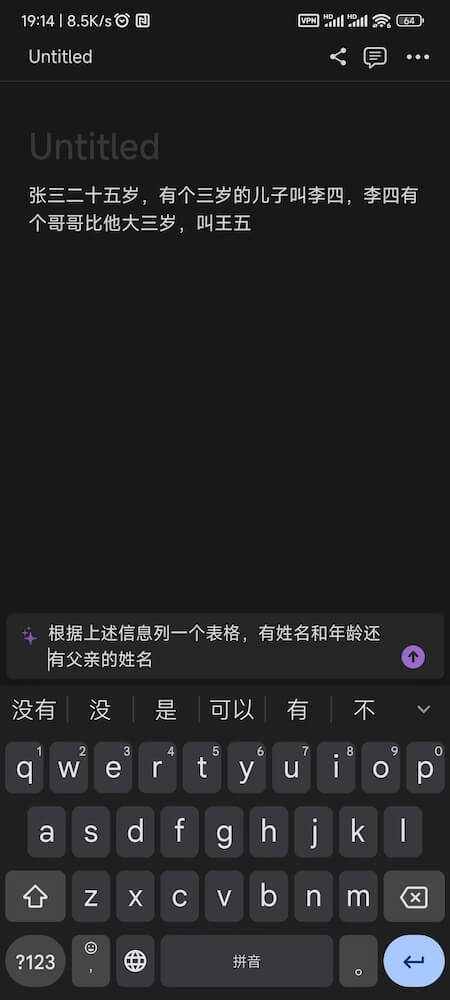 19:14 | 8.5K/s
VPN HD HD 64
Untitled
Untitled
张三二十五岁，有个三岁的儿子叫李四，李四有
个哥哥比他大三岁，叫王五
根据上述信息列一个表格，有姓名和年龄还
有父亲的姓名
没有 没 是 可以 有 不
1 2 3 4 5 6 7 8 9 0
q w e r t y u i o p
a s d f g h j k l
z x c v b n m
?123 , 拼音 。